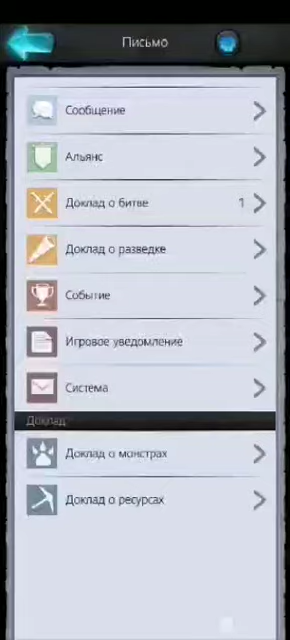 Письмо
Сообщение
Альянс
Доклад о битве 1
Доклад о разведке
Событие
Игровое уведомление
Система
Доклад
Доклад о монстрах
Доклад о ресурсах